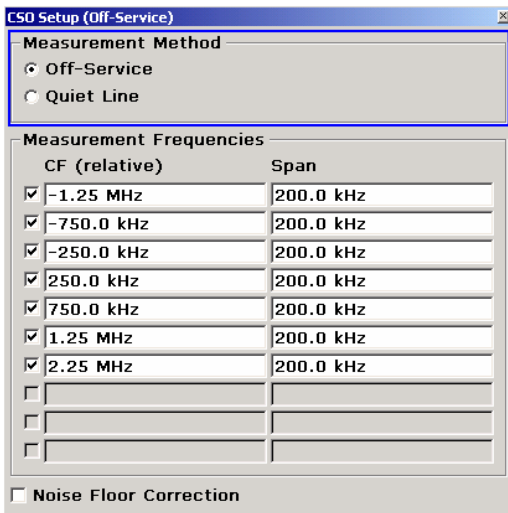 CSO Setup (Off-Service)
Measurement Method
Off-Service
Quiet Line
Measurement Frequencies
CF (relative) Span
-1.25 MHz 200.0 kHz
-750.0 kHz 200.0 kHz
-250.0 kHz 200.0 kHz
250.0 kHz 200.0 kHz
750.0 kHz 200.0 kHz
1.25 MHz 200.0 kHz
2.25 MHz 200.0 kHz
Noise Floor Correction